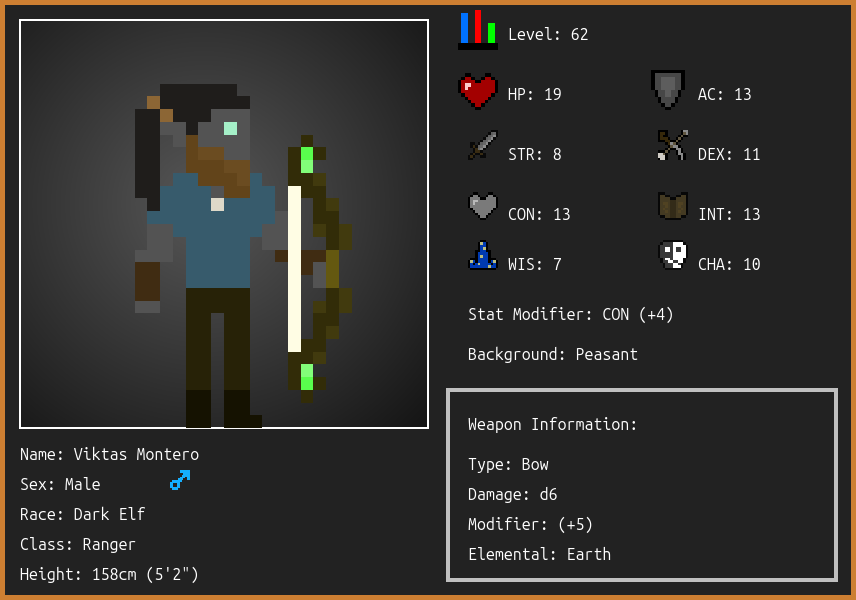 Level: 62
HP: 19
AC: 13
STR: 8
DEX: 11
CON: 13
INT: 13
WIS: 7
CHA: 10
Stat Modifier: CON (+4)
Background: Peasant
Weapon Information:
Type: Bow
Damage: d6
Modifier: (+5)
Elemental: Earth
Name: Viktas Montero
Sex: Male
Race: Dark Elf
Class: Ranger
Height: 158cm (5'2")